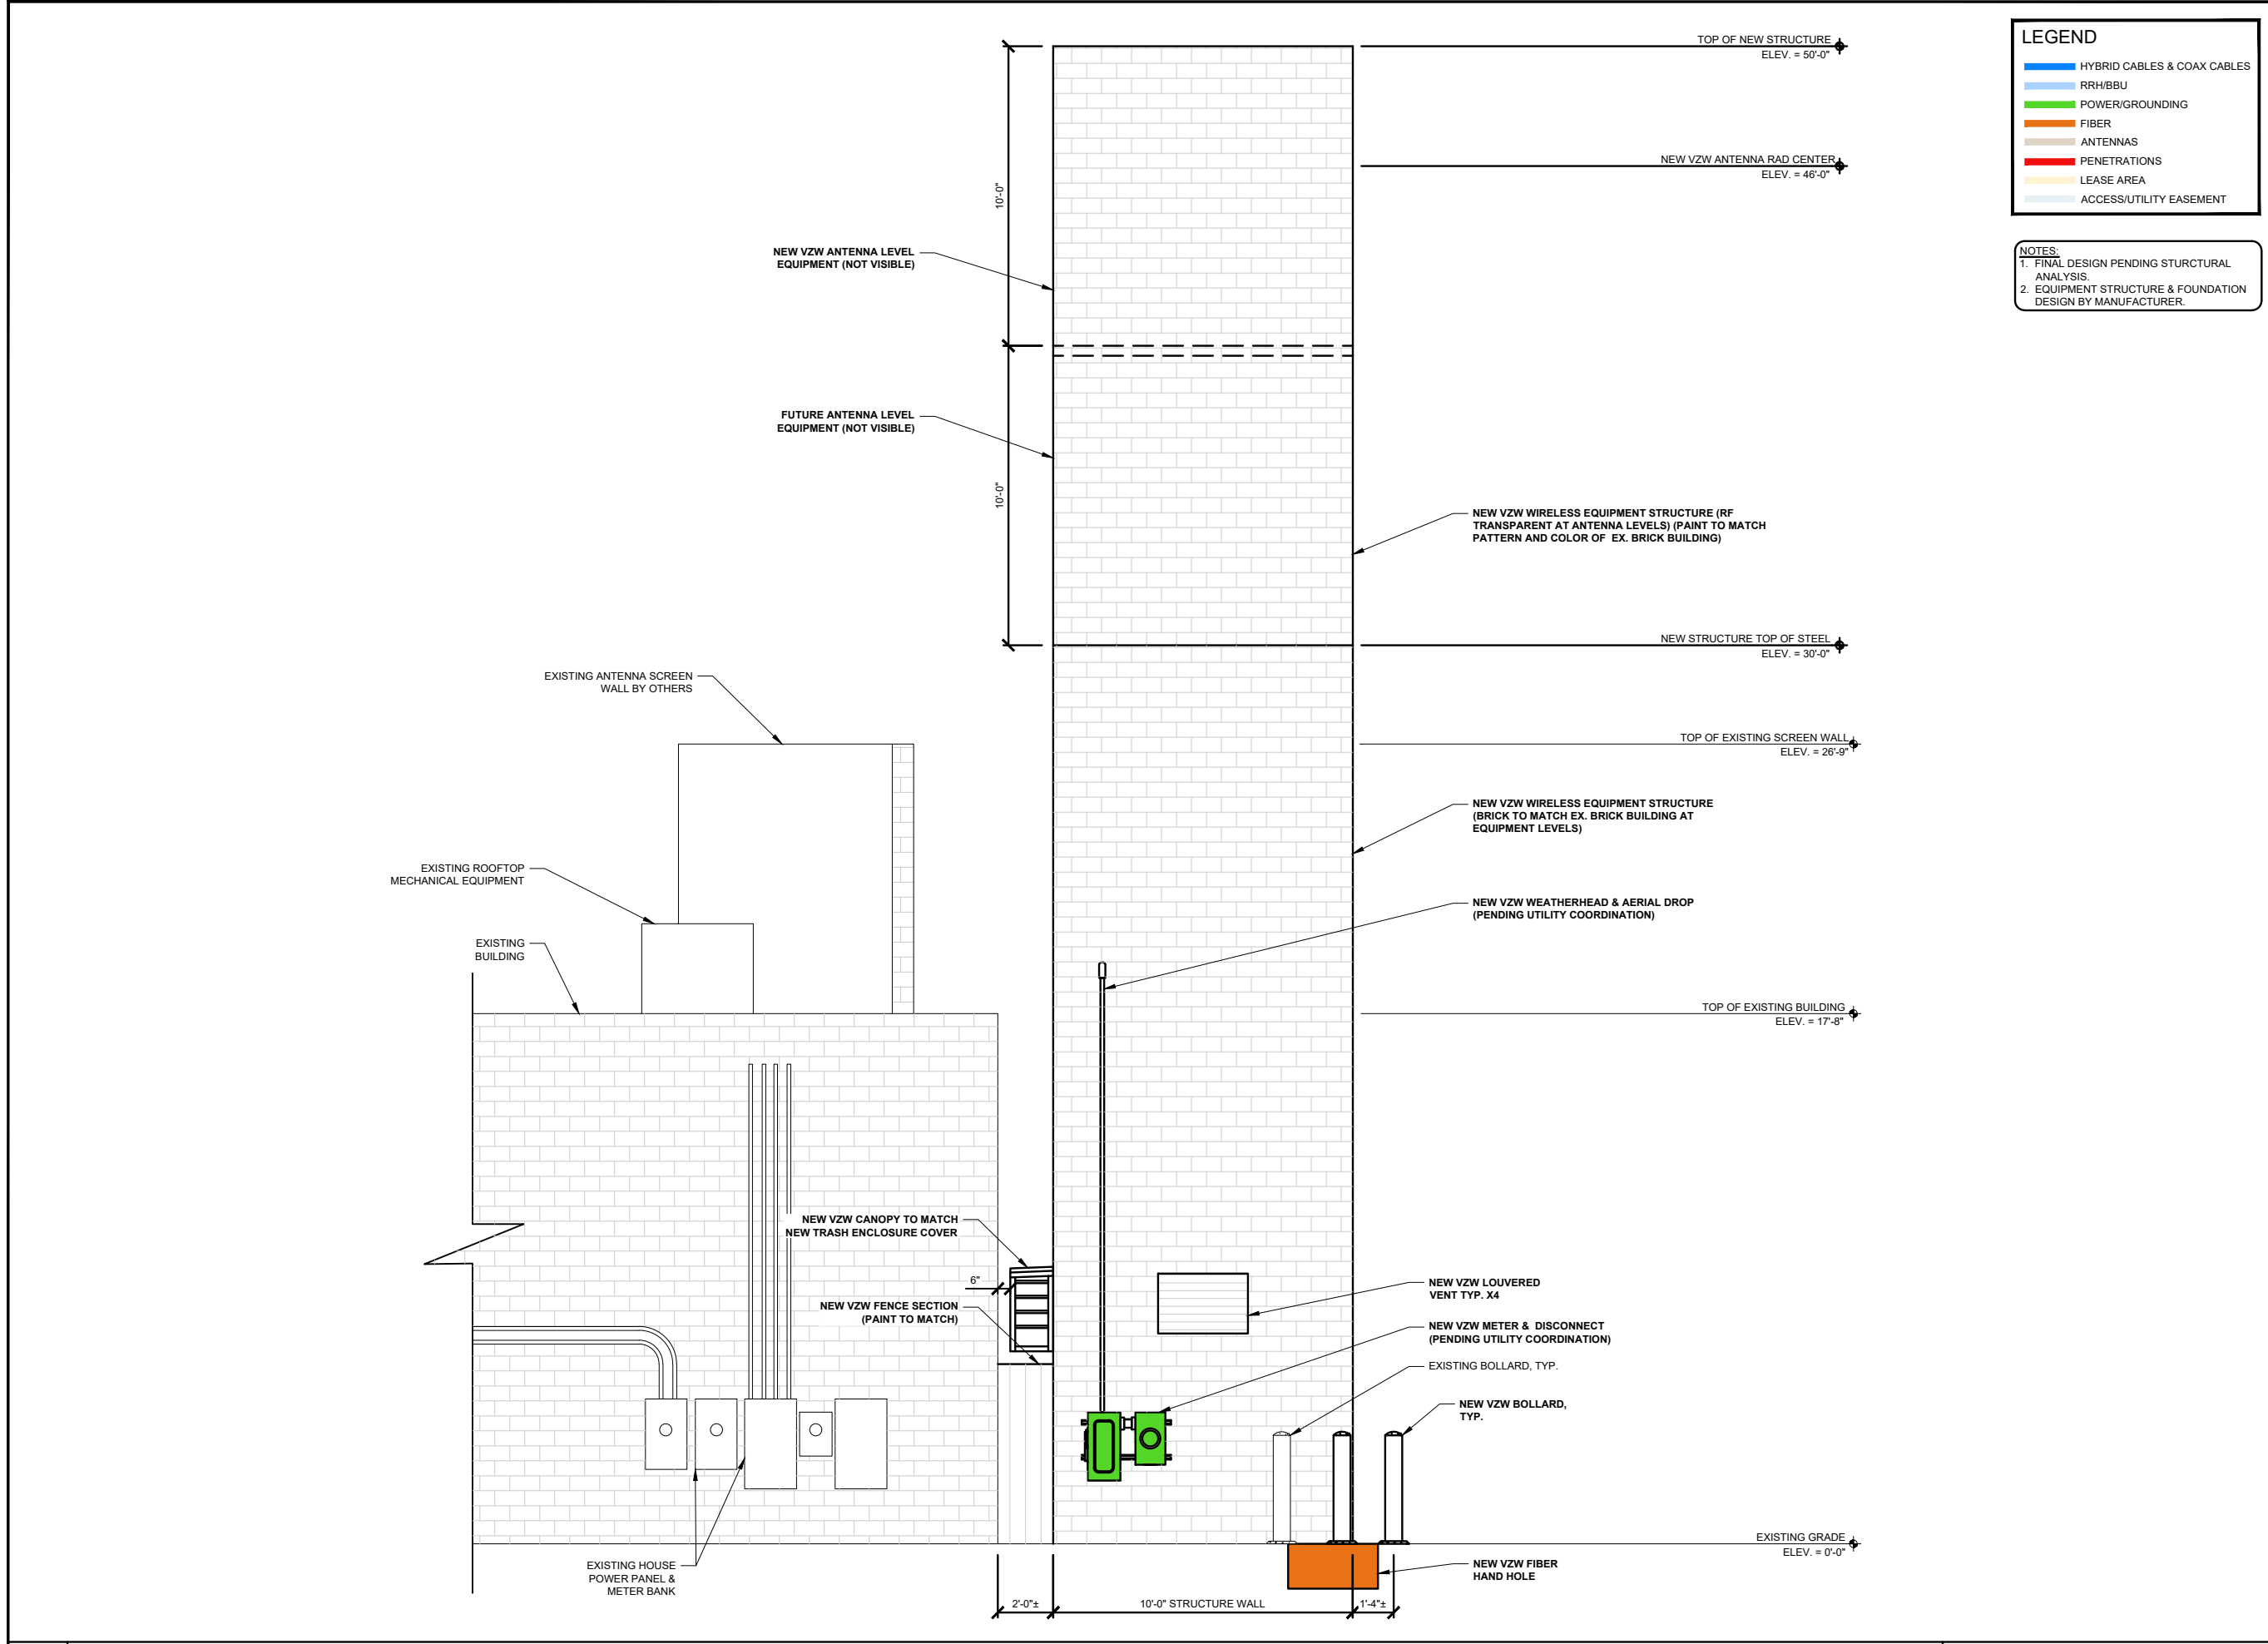 TOP OF NEW STRUCTURE
ELEV. = 50'-0"
NEW VZW ANTENNA RAD CENTER
ELEV. = 46'-0"
10'-0"
NEW VZW ANTENNA LEVEL
EQUIPMENT (NOT VISIBLE)
FUTURE ANTENNA LEVEL
EQUIPMENT (NOT VISIBLE)
10'-0"
NEW VZW WIRELESS EQUIPMENT STRUCTURE (RF
TRANSPARENT AT ANTENNA LEVELS) (PAINT TO MATCH
PATTERN AND COLOR OF EX. BRICK BUILDING)
NEW STRUCTURE TOP OF STEEL
ELEV. = 30'-0"
EXISTING ANTENNA SCREEN
WALL BY OTHERS
TOP OF EXISTING SCREEN WALL
ELEV. = 26'-9"
NEW VZW WIRELESS EQUIPMENT STRUCTURE
(BRICK TO MATCH EX. BRICK BUILDING AT
EQUIPMENT LEVELS)
EXISTING ROOFTOP
MECHANICAL EQUIPMENT
NEW VZW WEATHERHEAD & AERIAL DROP
(PENDING UTILITY COORDINATION)
EXISTING
BUILDING
TOP OF EXISTING BUILDING
ELEV. = 17'-8"
NEW VZW CANOPY TO MATCH
NEW TRASH ENCLOSURE COVER
6"
NEW VZW FENCE SECTION
(PAINT TO MATCH)
NEW VZW LOUVERED
VENT TYP. X4
NEW VZW METER & DISCONNECT
(PENDING UTILITY COORDINATION)
EXISTING BOLLARD, TYP.
NEW VZW BOLLARD,
TYP.
EXISTING GRADE
ELEV. = 0'-0"
EXISTING HOUSE
POWER PANEL &
METER BANK
NEW VZW FIBER
HAND HOLE
2'-0"±
10'-0" STRUCTURE WALL
1'-4"±
LEGEND
HYBRID CABLES & COAX CABLES
RRH/BBU
POWER/GROUNDING
FIBER
ANTENNAS
PENETRATIONS
LEASE AREA
ACCESS/UTILITY EASEMENT
NOTES:
1. FINAL DESIGN PENDING STURCTURAL
ANALYSIS.
2. EQUIPMENT STRUCTURE & FOUNDATION
DESIGN BY MANUFACTURER.